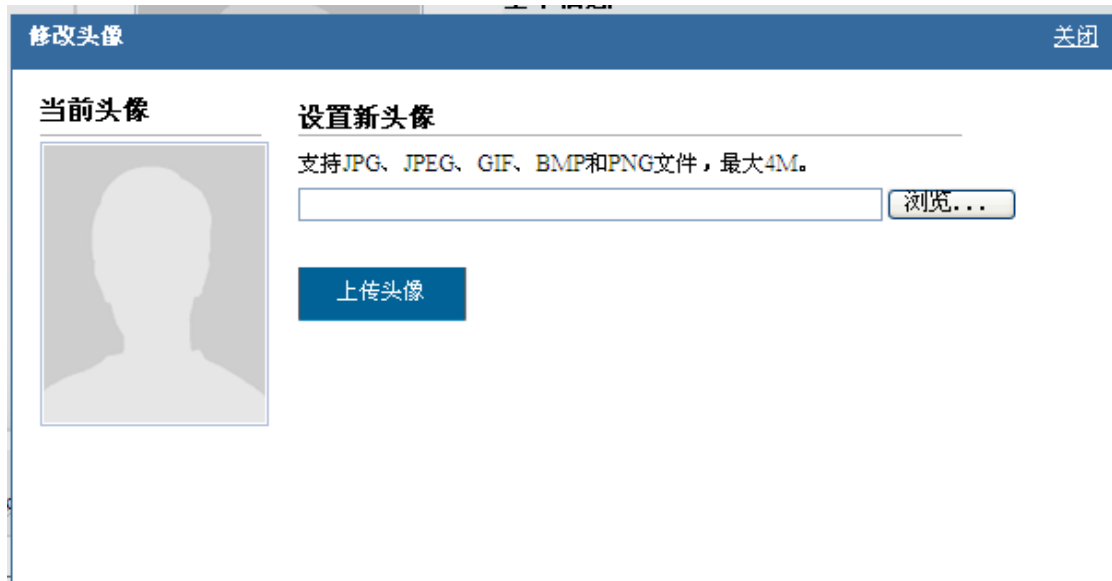 修改头像
关闭
当前头像
设置新头像
支持JPG、JPEG、GIF、BMP和PNG文件，最大4M。
浏览...
上传头像